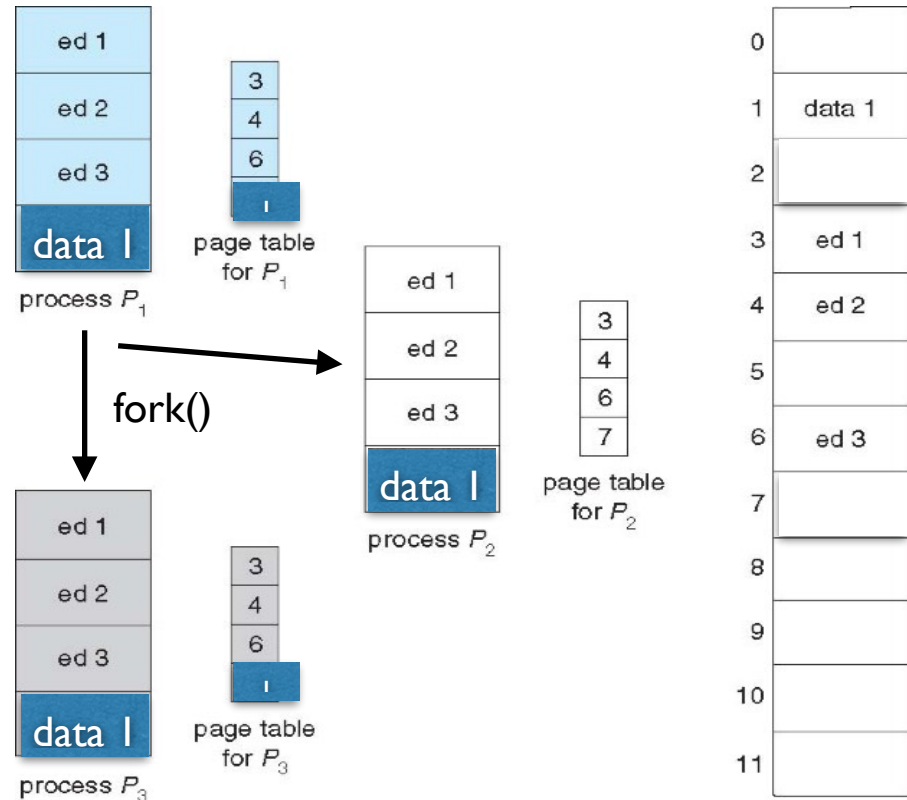 ed 1
ed 2
ed 3
data 1
process P₁
3
4
6
1
page table
for P₁
fork()
ed 1
ed 2
ed 3
data 1
process P₂
3
4
6
7
page table
for P₂
ed 1
ed 2
ed 3
data 1
process P₃
3
4
6
1
page table
for P₃
0
1 data 1
2
3 ed 1
4 ed 2
5
6 ed 3
7
8
9
10
11